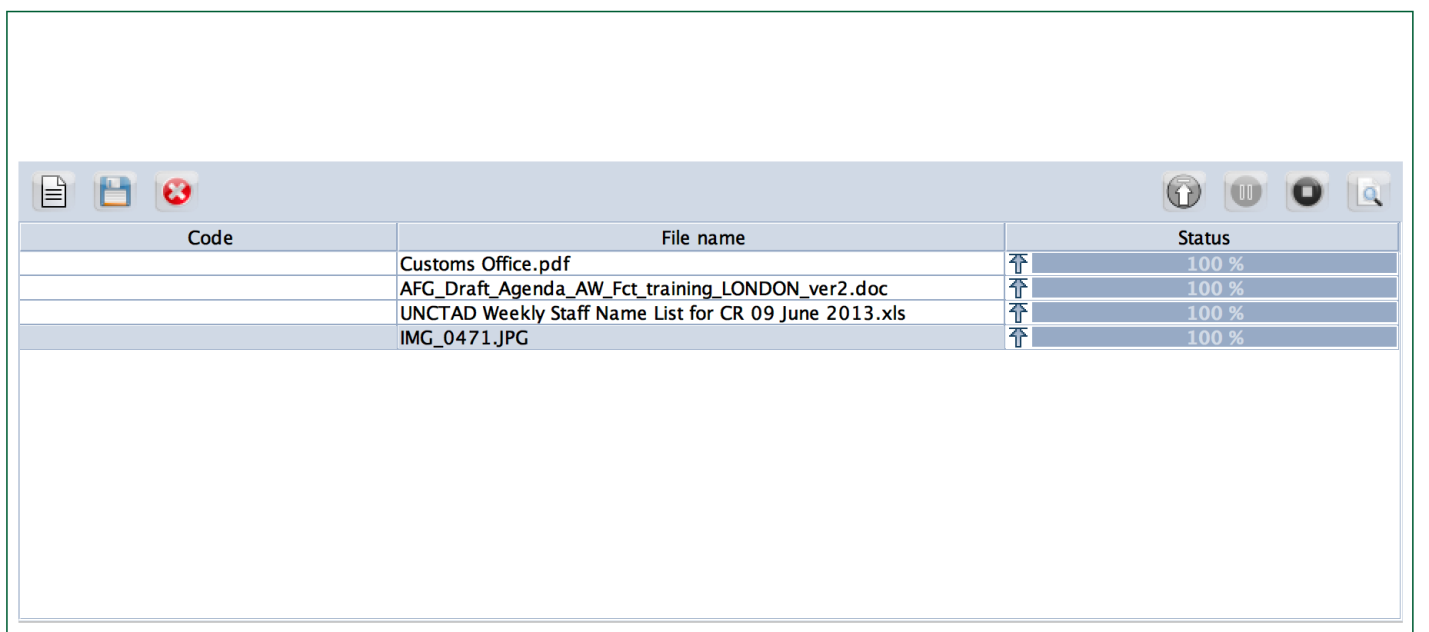 Code File name Status
Customs Office.pdf 100 %
AFG_Draft_Agenda_AW_Fct_training_LONDON_ver2.doc 100 %
UNCTAD Weekly Staff Name List for CR 09 June 2013.xls 100 %
IMG_0471.JPG 100 %